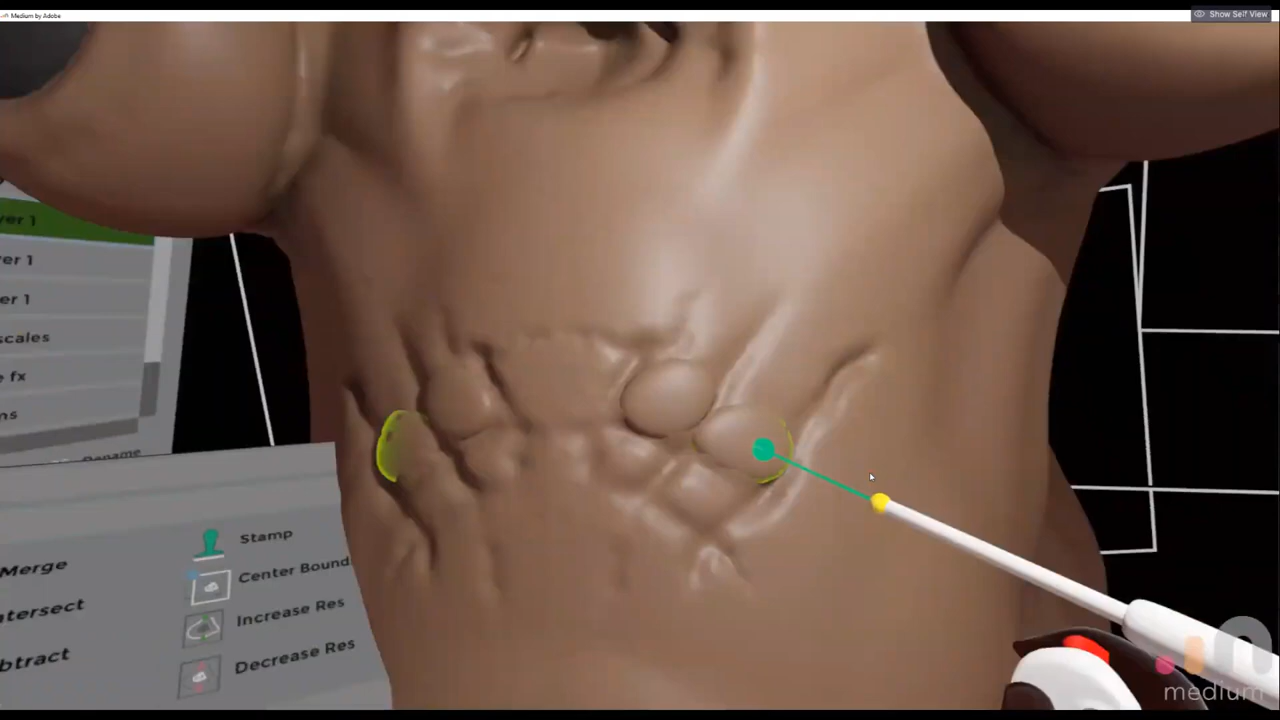 Medium by Adobe
Show Self View
yer 1
er 1
er 1
scales
e fx
ns
Rename
Merge
ntersect
btract
Stamp
Center Bound
Increase Res
Decrease Res
medium